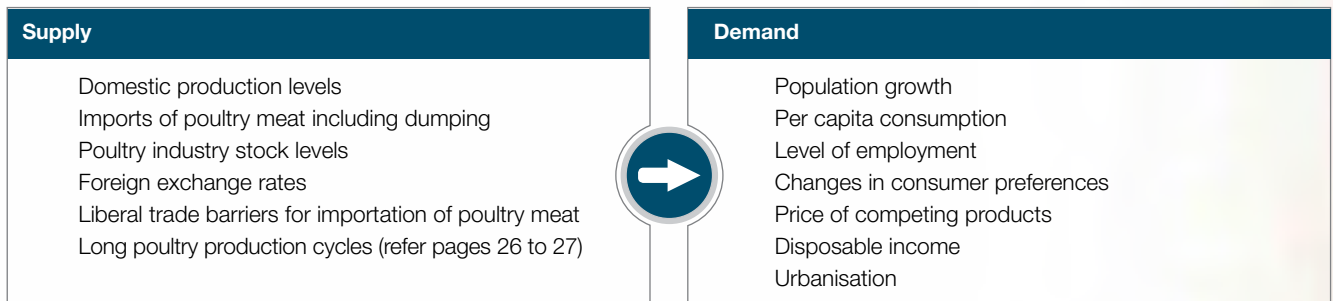 Supply
Domestic production levels
Imports of poultry meat including dumping
Poultry industry stock levels
Foreign exchange rates
Liberal trade barriers for importation of poultry meat
Long poultry production cycles (refer pages 26 to 27)
Demand
Population growth
Per capita consumption
Level of employment
Changes in consumer preferences
Price of competing products
Disposable income
Urbanisation